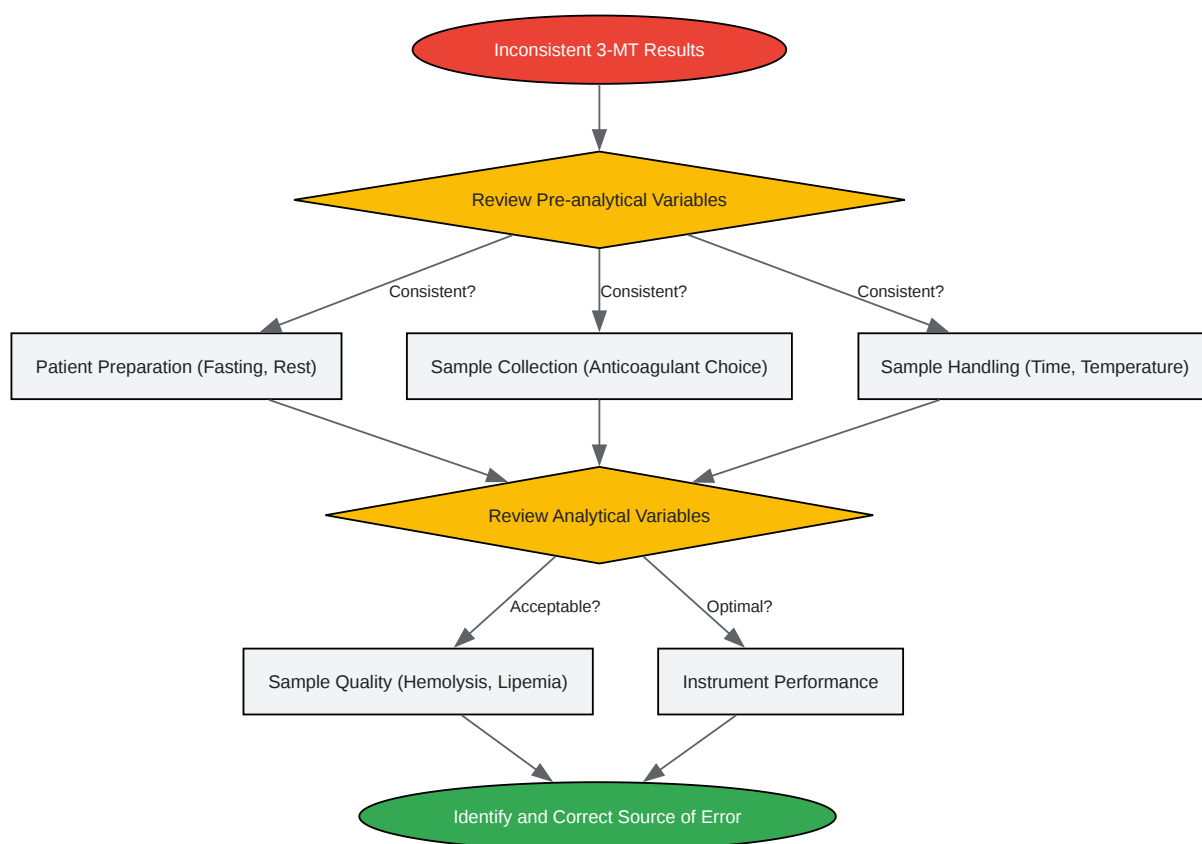 Inconsistent 3-MT Results
Review Pre-analytical Variables
Consistent?
Consistent?
Consistent?
Patient Preparation (Fasting, Rest)
Sample Collection (Anticoagulant Choice)
Sample Handling (Time, Temperature)
Review Analytical Variables
Acceptable?
Optimal?
Sample Quality (Hemolysis, Lipemia)
Instrument Performance
Identify and Correct Source of Error